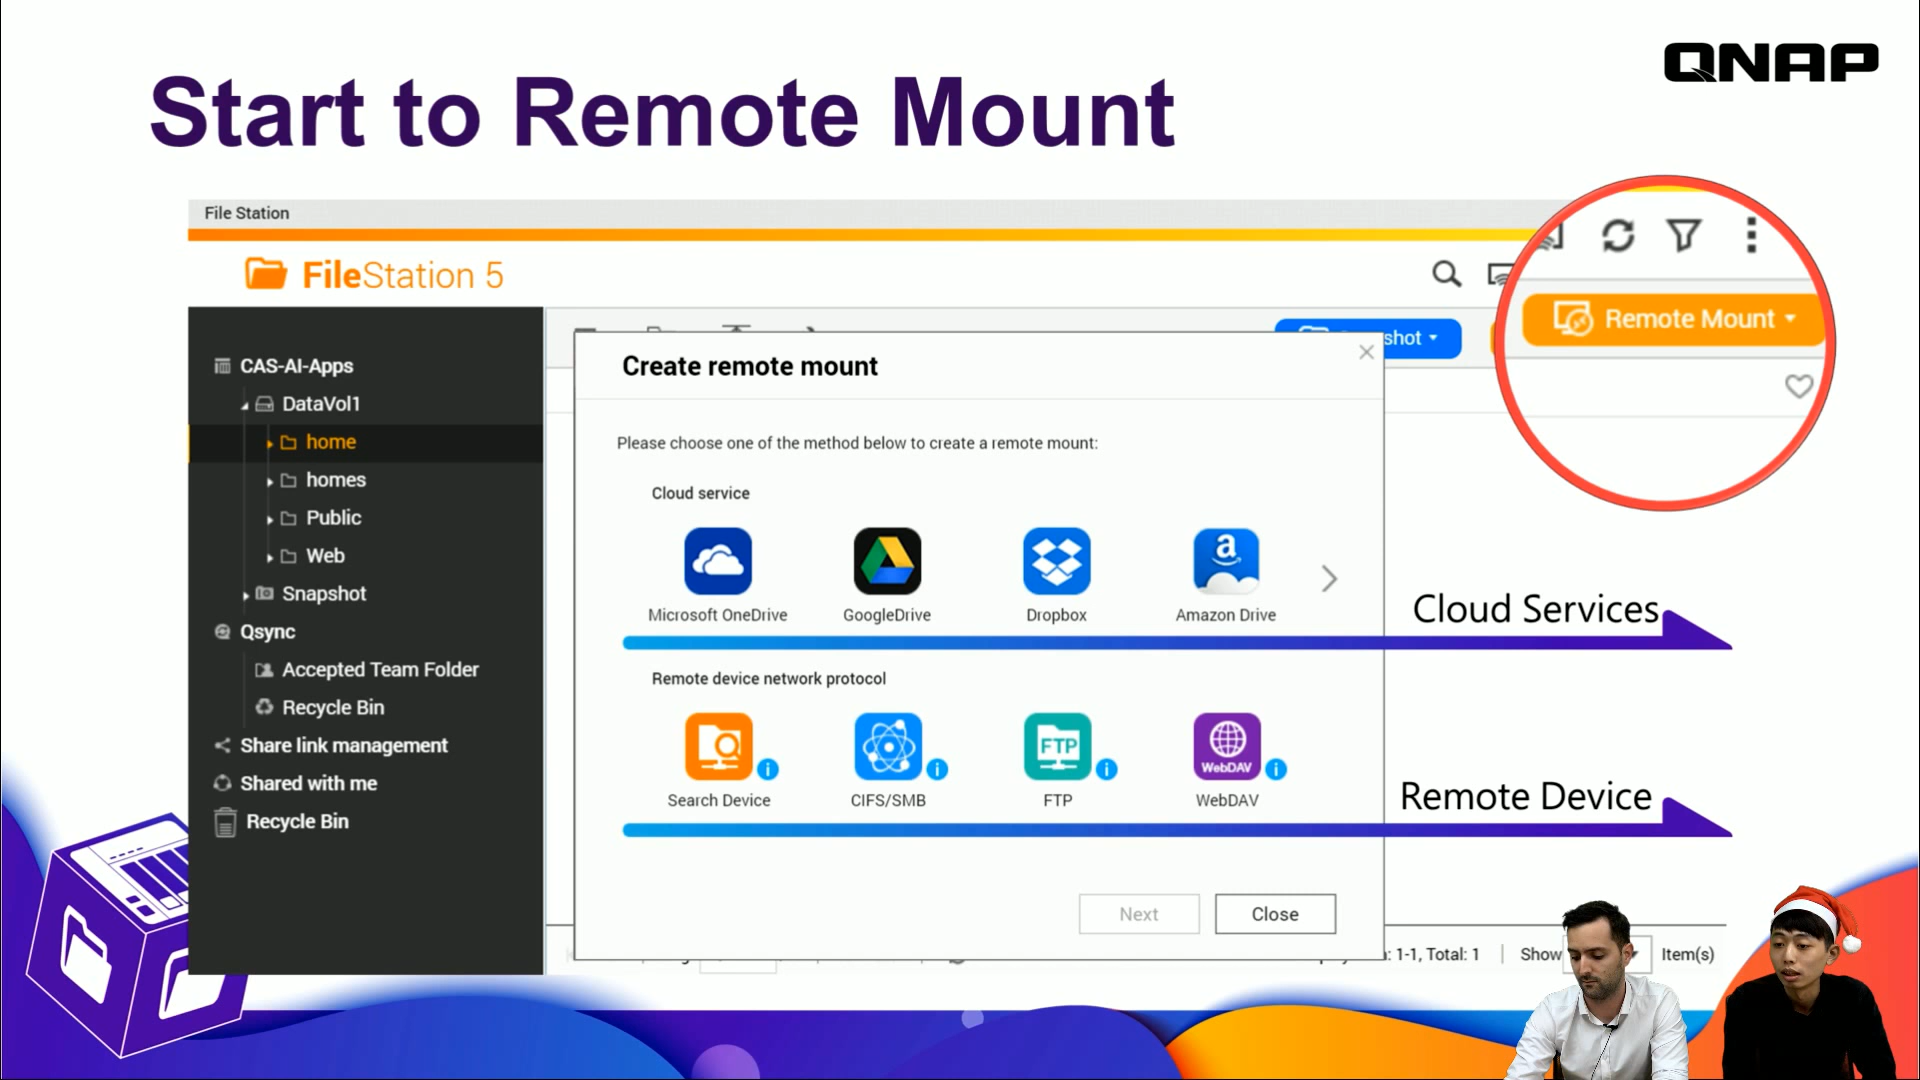 QNAP
Start to Remote Mount
File Station
FileStation 5
Remote Mount
shot
CAS-AI-Apps
DataVol1
home
homes
Public
Web
Snapshot
Qsync
Accepted Team Folder
Recycle Bin
Share link management
Shared with me
Recycle Bin
Create remote mount
Please choose one of the method below to create a remote mount:
Cloud service
a
Microsoft OneDrive GoogleDrive Dropbox Amazon Drive
Cloud Services
Remote device network protocol
FTP WebDAV
Search Device CIFS/SMB FTP WebDAV
Remote Device
Next Close
: 1-1, Total: 1 Show Item(s)